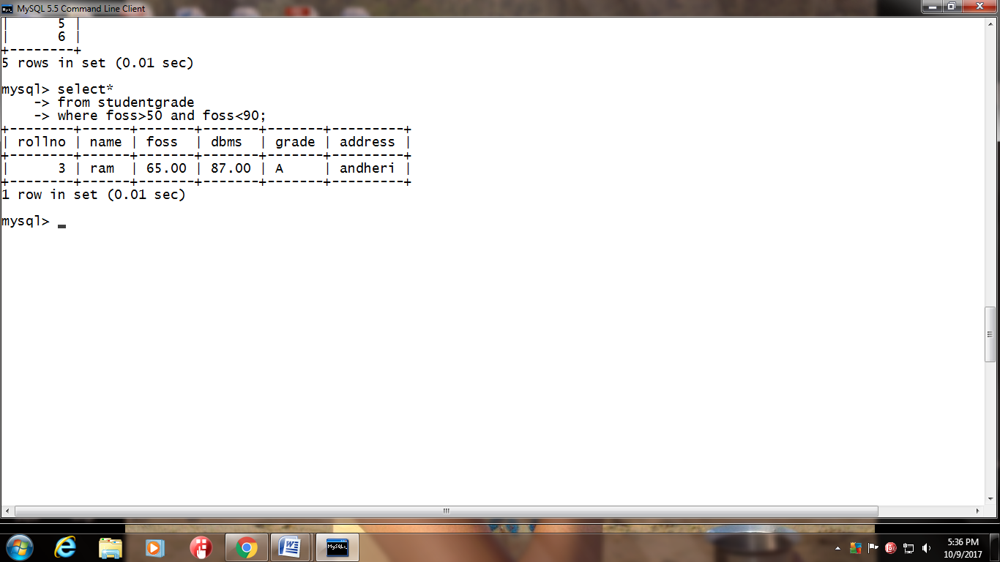 MySQL 5.5 Command Line Client
|      5 |
|      6 |
+--------+
5 rows in set (0.01 sec)
mysql> select*
    -> from studentgrade
    -> where foss>50 and foss<90;
+--------+------+-------+-------+-------+---------+
| rollno | name | foss  | dbms  | grade | address |
+--------+------+-------+-------+-------+---------+
|      3 | ram  | 65.00 | 87.00 | A     | andheri |
+--------+------+-------+-------+-------+---------+
1 row in set (0.01 sec)
mysql> _
5:36 PM
10/9/2017